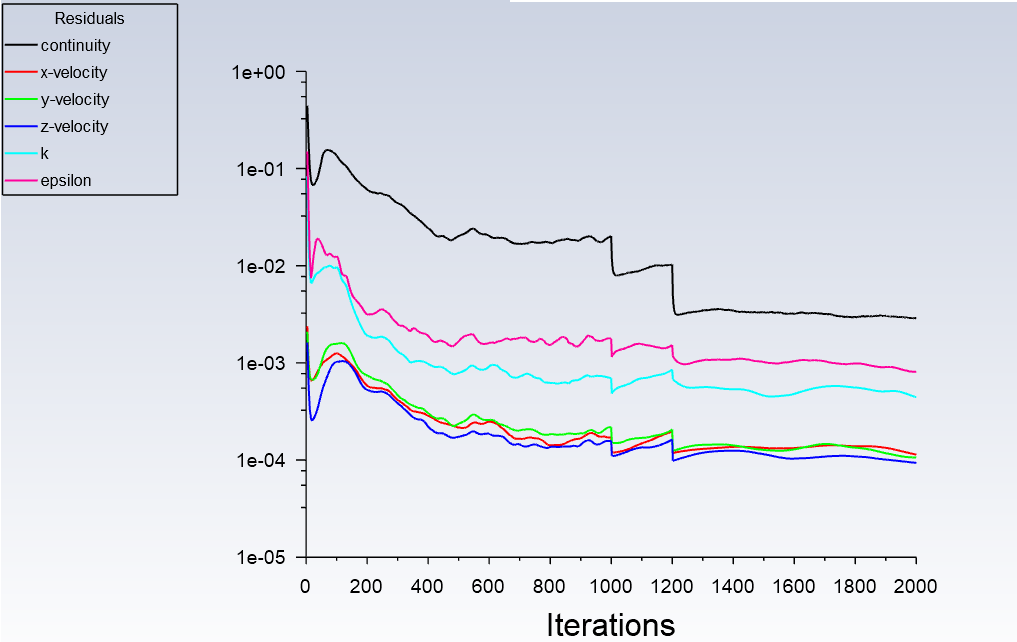 Residuals
continuity
x-velocity
y-velocity
z-velocity
k
epsilon
1e+00
1e-01
1e-02
1e-03
1e-04
1e-05
0 200 400 600 800 1000 1200 1400 1600 1800 2000
Iterations